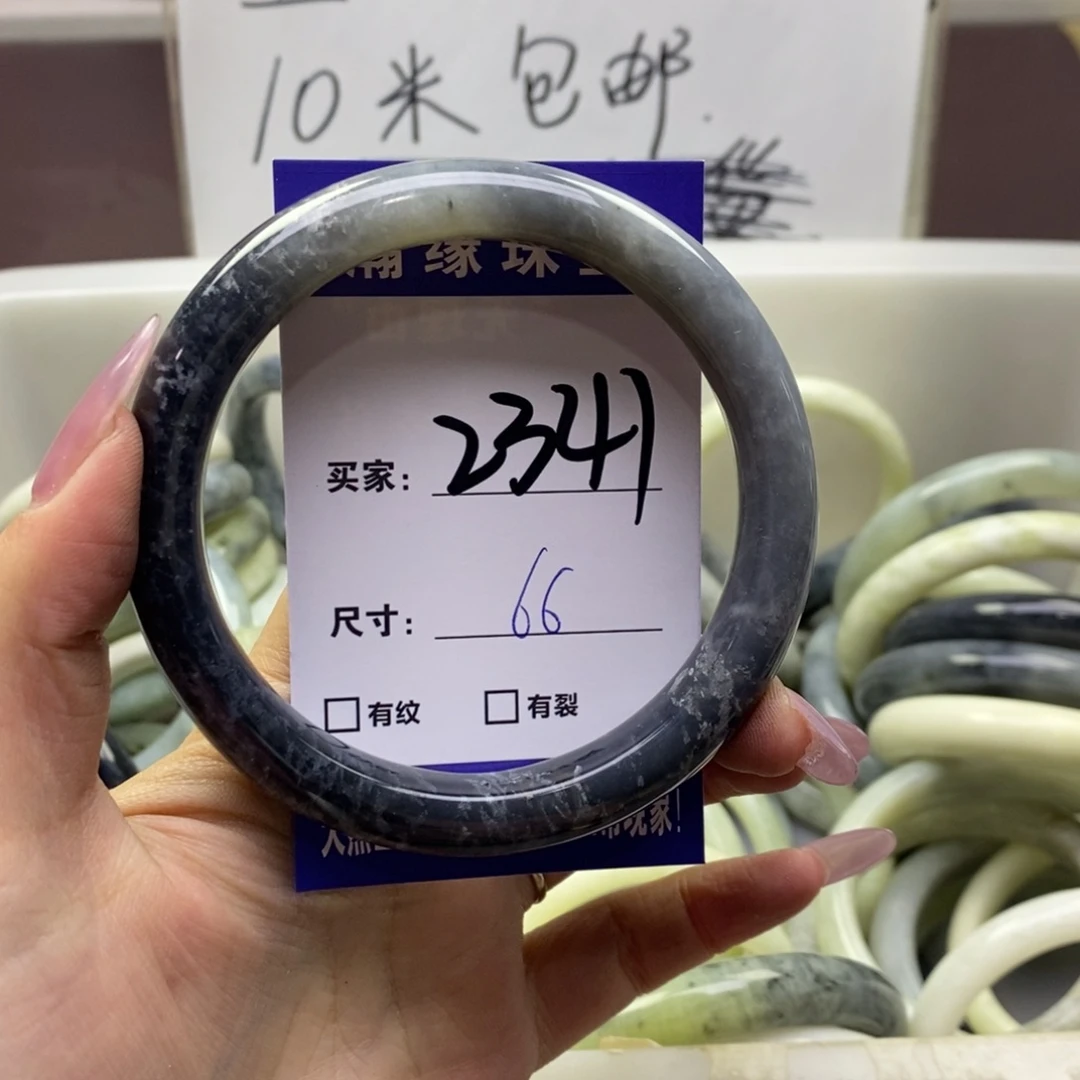 10米包邮.
缘珠
买家: 2341
尺寸: 66
□有纹 □有裂